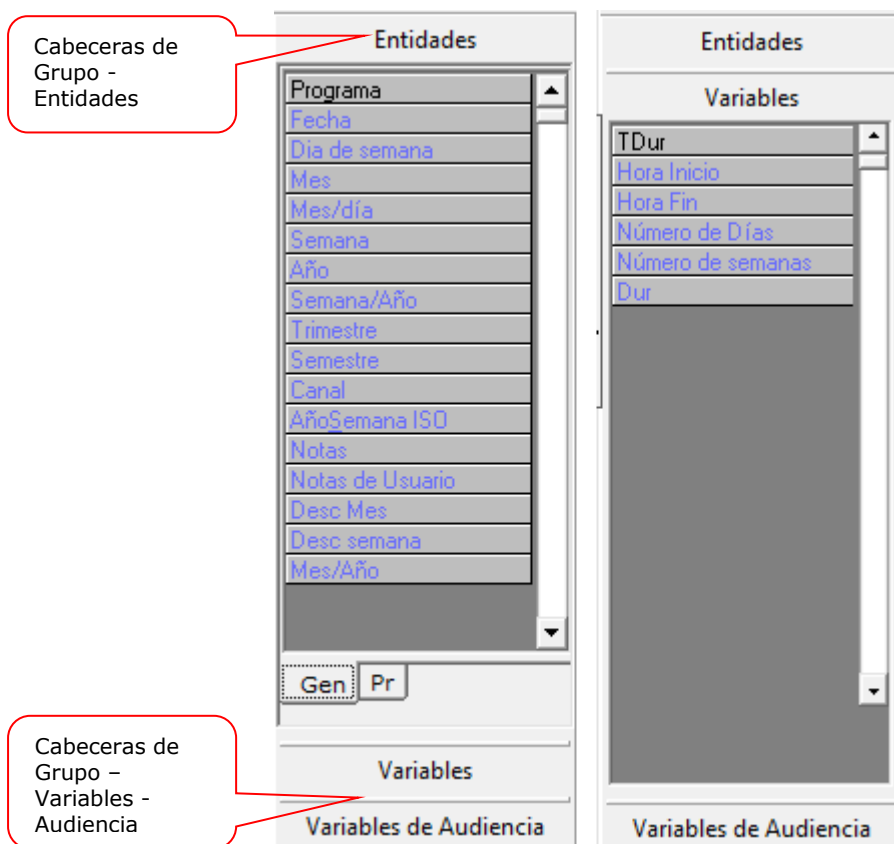 Cabeceras de
Grupo -
Entidades
Entidades
Programa
Fecha
Dia de semana
Mes
Mes/día
Semana
Año
Semana/Año
Trimestre
Semestre
Canal
AñoSemana ISO
Notas
Notas de Usuario
Desc Mes
Desc semana
Mes/Año
Gen
Pr
Cabeceras de
Grupo –
Variables -
Audiencia
Variables
Variables de Audiencia
Entidades
Variables
TDur
Hora Inicio
Hora Fin
Número de Días
Número de semanas
Dur
Variables de Audiencia